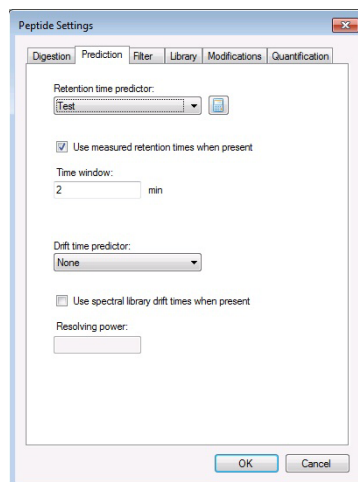 Peptide Settings
Digestion Prediction Filter Library Modifications Quantification
Retention time predictor:
Test
Use measured retention times when present
Time window:
2 min
Drift time predictor:
None
Use spectral library drift times when present
Resolving power:
OK Cancel